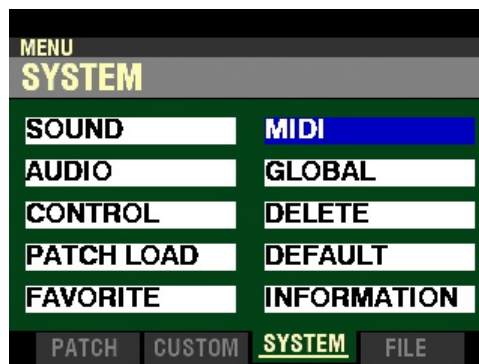 MENU
SYSTEM
SOUND
MIDI
AUDIO
GLOBAL
CONTROL
DELETE
PATCH LOAD
DEFAULT
FAVORITE
INFORMATION
PATCH
CUSTOM
SYSTEM
FILE